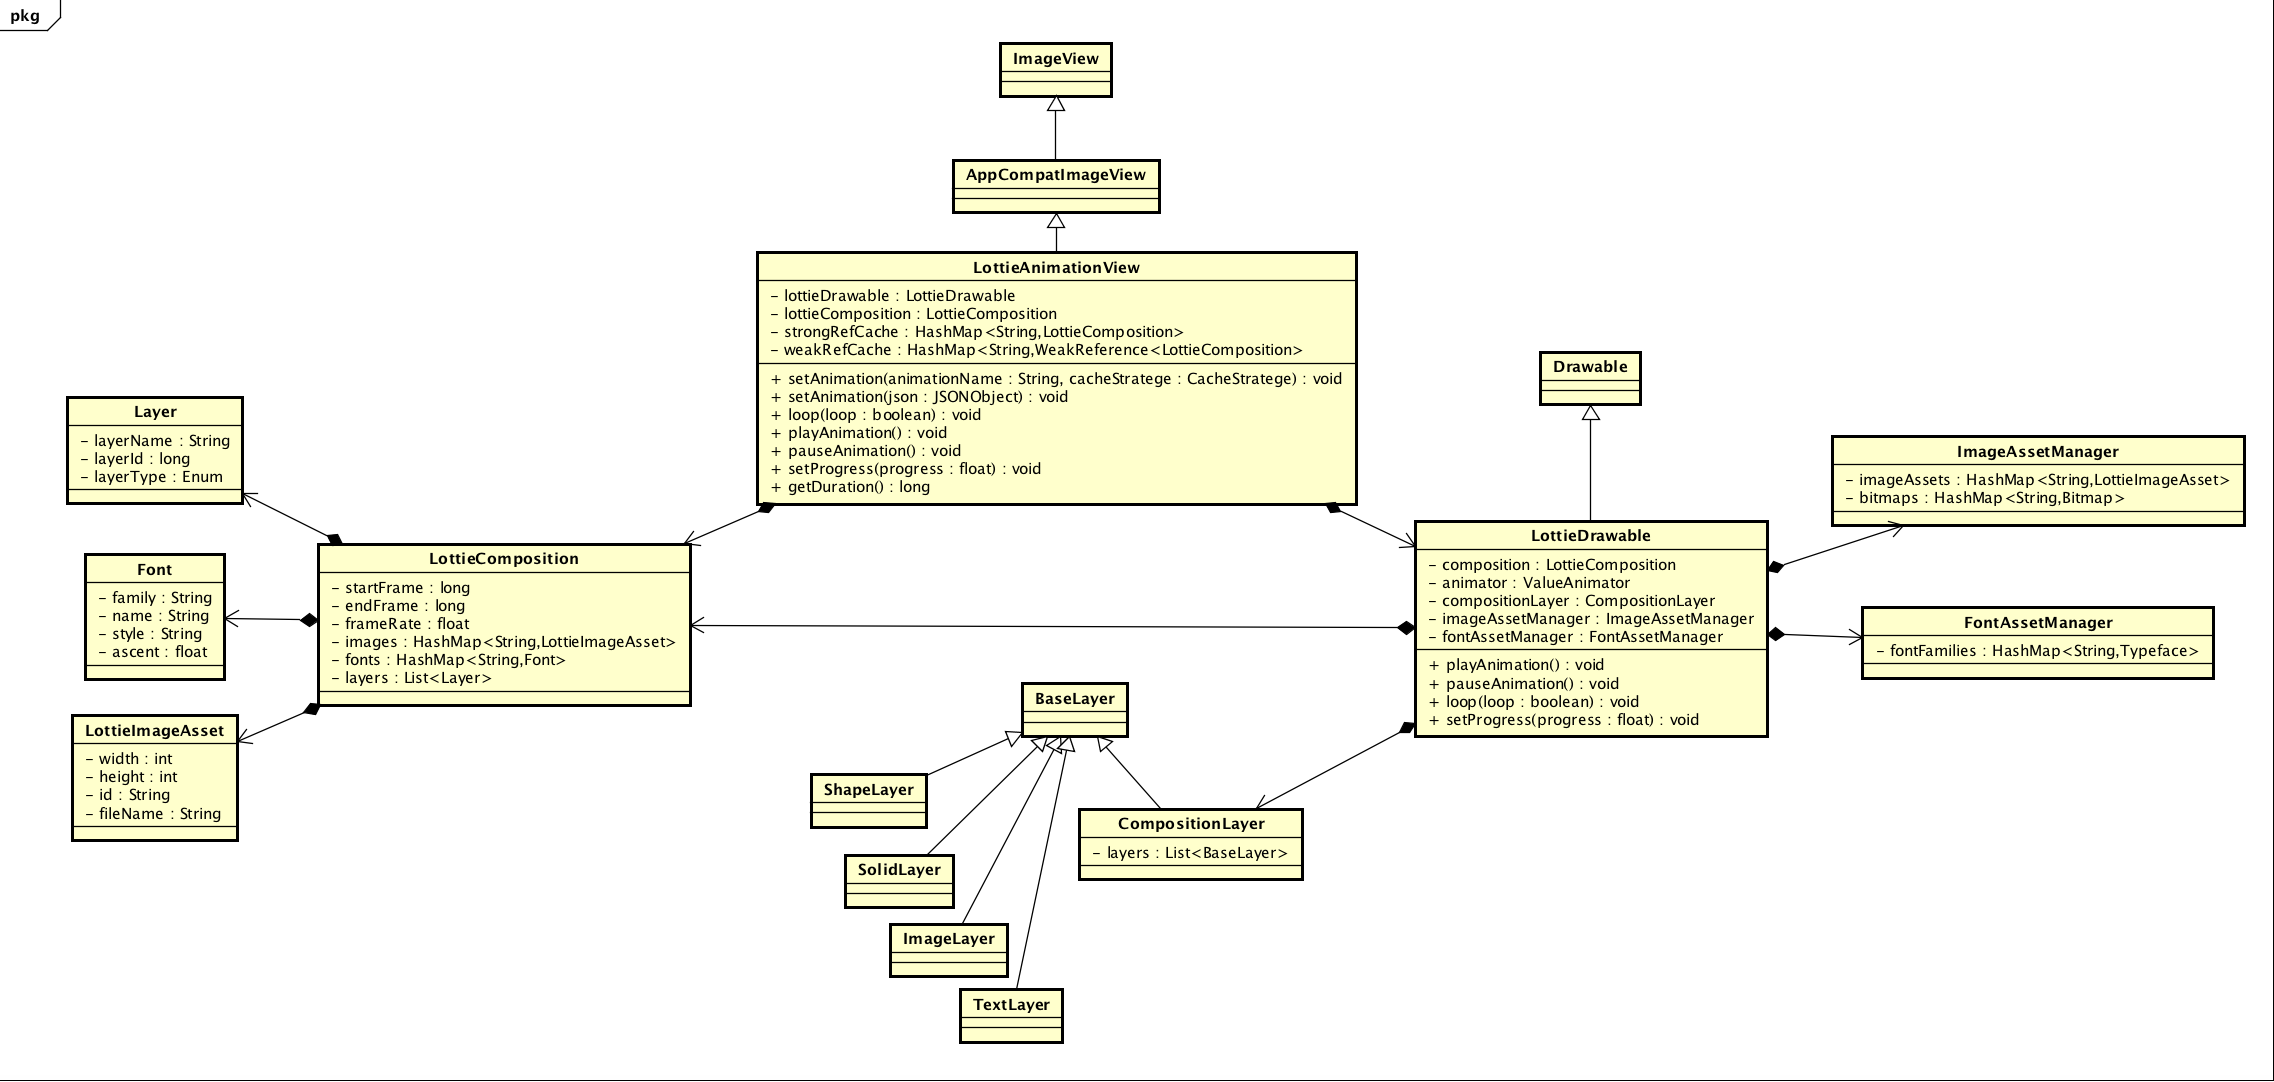 pkg
ImageView
AppCompatImageView
LottieAnimationView
- lottieDrawable : LottieDrawable
- lottieComposition : LottieComposition
- strongRefCache : HashMap<String,LottieComposition>
- weakRefCache : HashMap<String,WeakReference<LottieComposition>
+ setAnimation(animationName : String, cacheStratege : CacheStratege) : void
+ setAnimation(json : JSONObject) : void
+ loop(loop : boolean) : void
+ playAnimation() : void
+ pauseAnimation() : void
+ setProgress(progress : float) : void
+ getDuration() : long
Layer
- layerName : String
- layerId : long
- layerType : Enum
Font
- family : String
- name : String
- style : String
- ascent : float
LottieImageAsset
- width : int
- height : int
- id : String
- fileName : String
LottieComposition
- startFrame : long
- endFrame : long
- frameRate : float
- images : HashMap<String,LottieImageAsset>
- fonts : HashMap<String,Font>
- layers : List<Layer>
Drawable
LottieDrawable
- composition : LottieComposition
- animator : ValueAnimator
- compositionLayer : CompositionLayer
- imageAssetManager : ImageAssetManager
- fontAssetManager : FontAssetManager
+ playAnimation() : void
+ pauseAnimation() : void
+ loop(loop : boolean) : void
+ setProgress(progress : float) : void
ImageAssetManager
- imageAssets : HashMap<String,LottieImageAsset>
- bitmaps : HashMap<String,Bitmap>
FontAssetManager
- fontFamilies : HashMap<String,Typeface>
BaseLayer
ShapeLayer
SolidLayer
ImageLayer
TextLayer
CompositionLayer
- layers : List<BaseLayer>